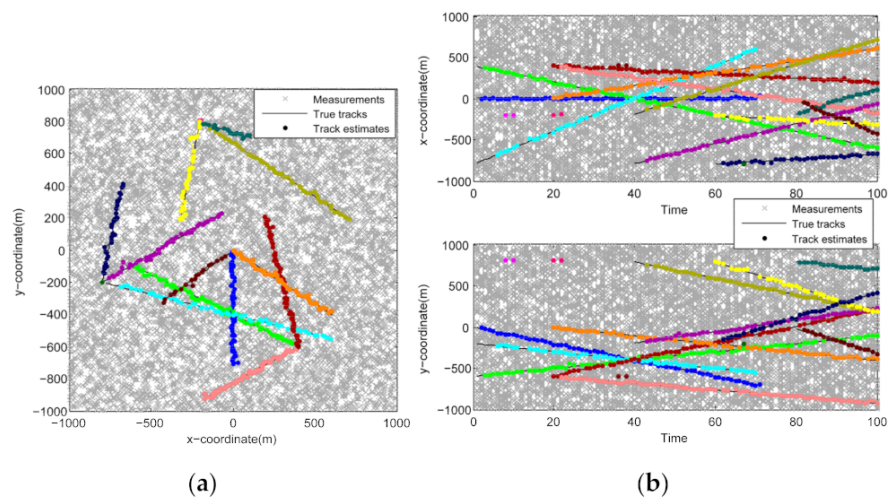 1000
800
600
400
200
0
−200
−400
−600
−800
−1000
−1000
−500
0
500
1000
x−coordinate(m)
y−coordinate(m)
Measurements
True tracks
Track estimates
(a)
1000
500
0
−500
−1000
0
20
40
60
80
100
Time
x−coordinate(m)
Measurements
True tracks
Track estimates
1000
500
0
−500
−1000
0
20
40
60
80
100
Time
y−coordinate(m)
(b)